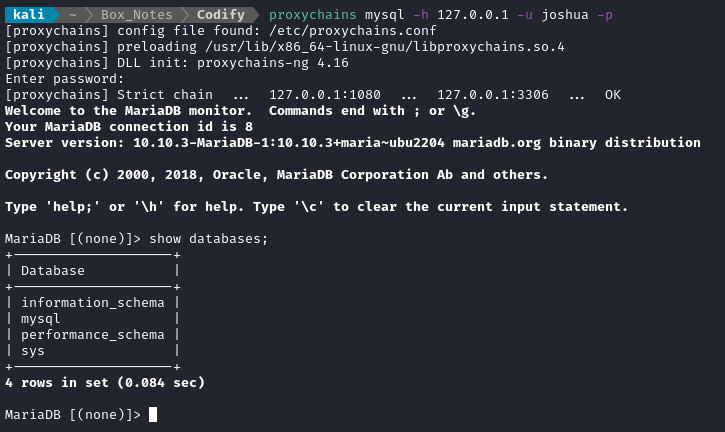 kali ~ Box_Notes Codify proxychains mysql -h 127.0.0.1 -u joshua -p
[proxychains] config file found: /etc/proxychains.conf
[proxychains] preloading /usr/lib/x86_64-linux-gnu/libproxychains.so.4
[proxychains] DLL init: proxychains-ng 4.16
Enter password:
[proxychains] Strict chain  ...  127.0.0.1:1080  ...  127.0.0.1:3306  ...  OK
Welcome to the MariaDB monitor.  Commands end with ; or \g.
Your MariaDB connection id is 8
Server version: 10.10.3-MariaDB-1:10.10.3+maria~ubu2204 mariadb.org binary distribution
Copyright (c) 2000, 2018, Oracle, MariaDB Corporation Ab and others.
Type 'help;' or '\h' for help. Type '\c' to clear the current input statement.
MariaDB [(none)]> show databases;
+--------------------+
| Database           |
+--------------------+
| information_schema |
| mysql              |
| performance_schema |
| sys                |
+--------------------+
4 rows in set (0.084 sec)
MariaDB [(none)]>